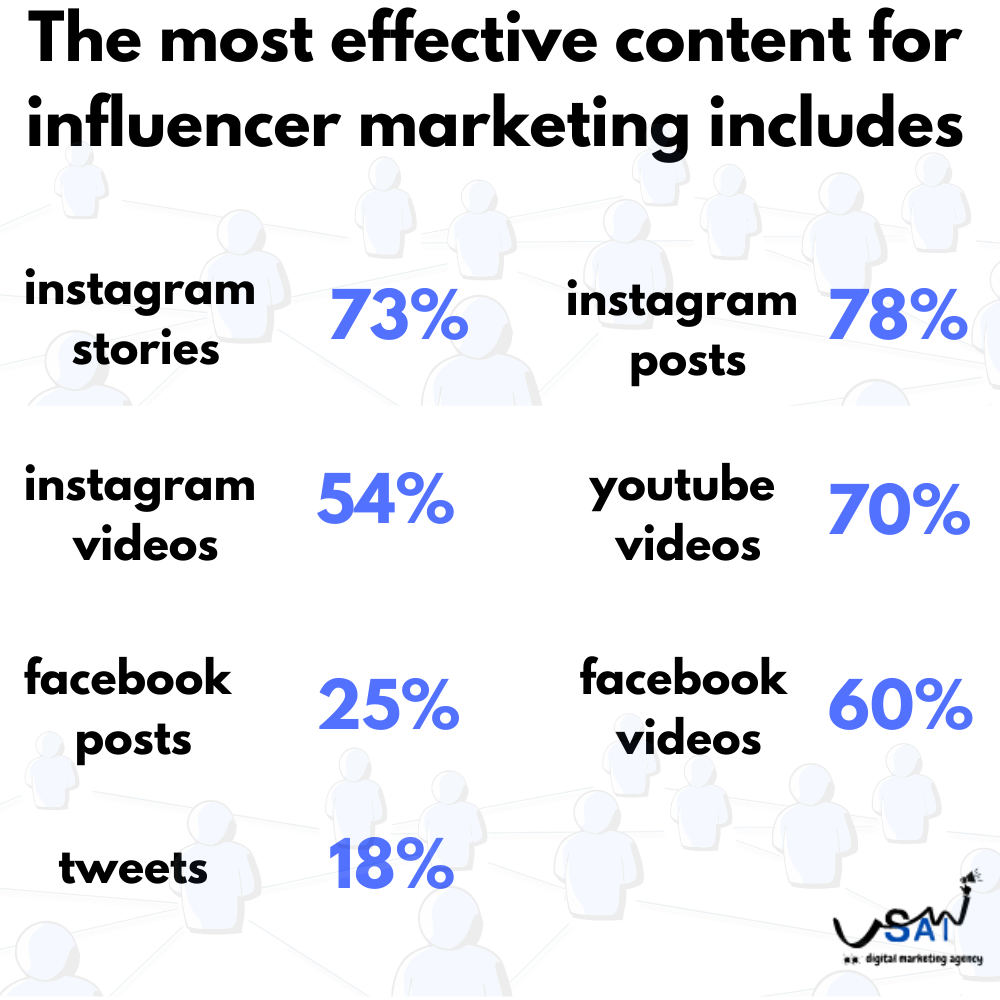 The most effective content for
influencer marketing includes
instagram
stories
73%
instagram
posts
78%
instagram
videos
54%
youtube
videos
70%
facebook
posts
25%
facebook
videos
60%
tweets
18%
SAI
digital marketing agency